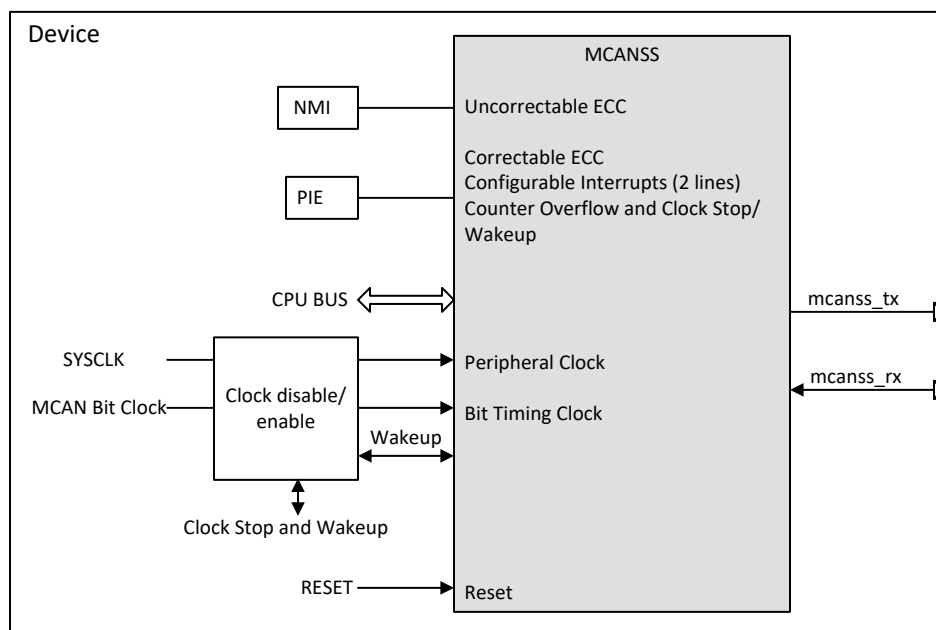 Device
MCANSS
NMI
Uncorrectable ECC
Correctable ECC
PIE
Configurable Interrupts (2 lines)
Counter Overflow and Clock Stop/
Wakeup
CPU BUS
mcanss_tx
SYSCLK
Peripheral Clock
mcanss_rx
MCAN Bit Clock
Clock disable/
enable
Bit Timing Clock
Wakeup
Clock Stop and Wakeup
RESET
Reset